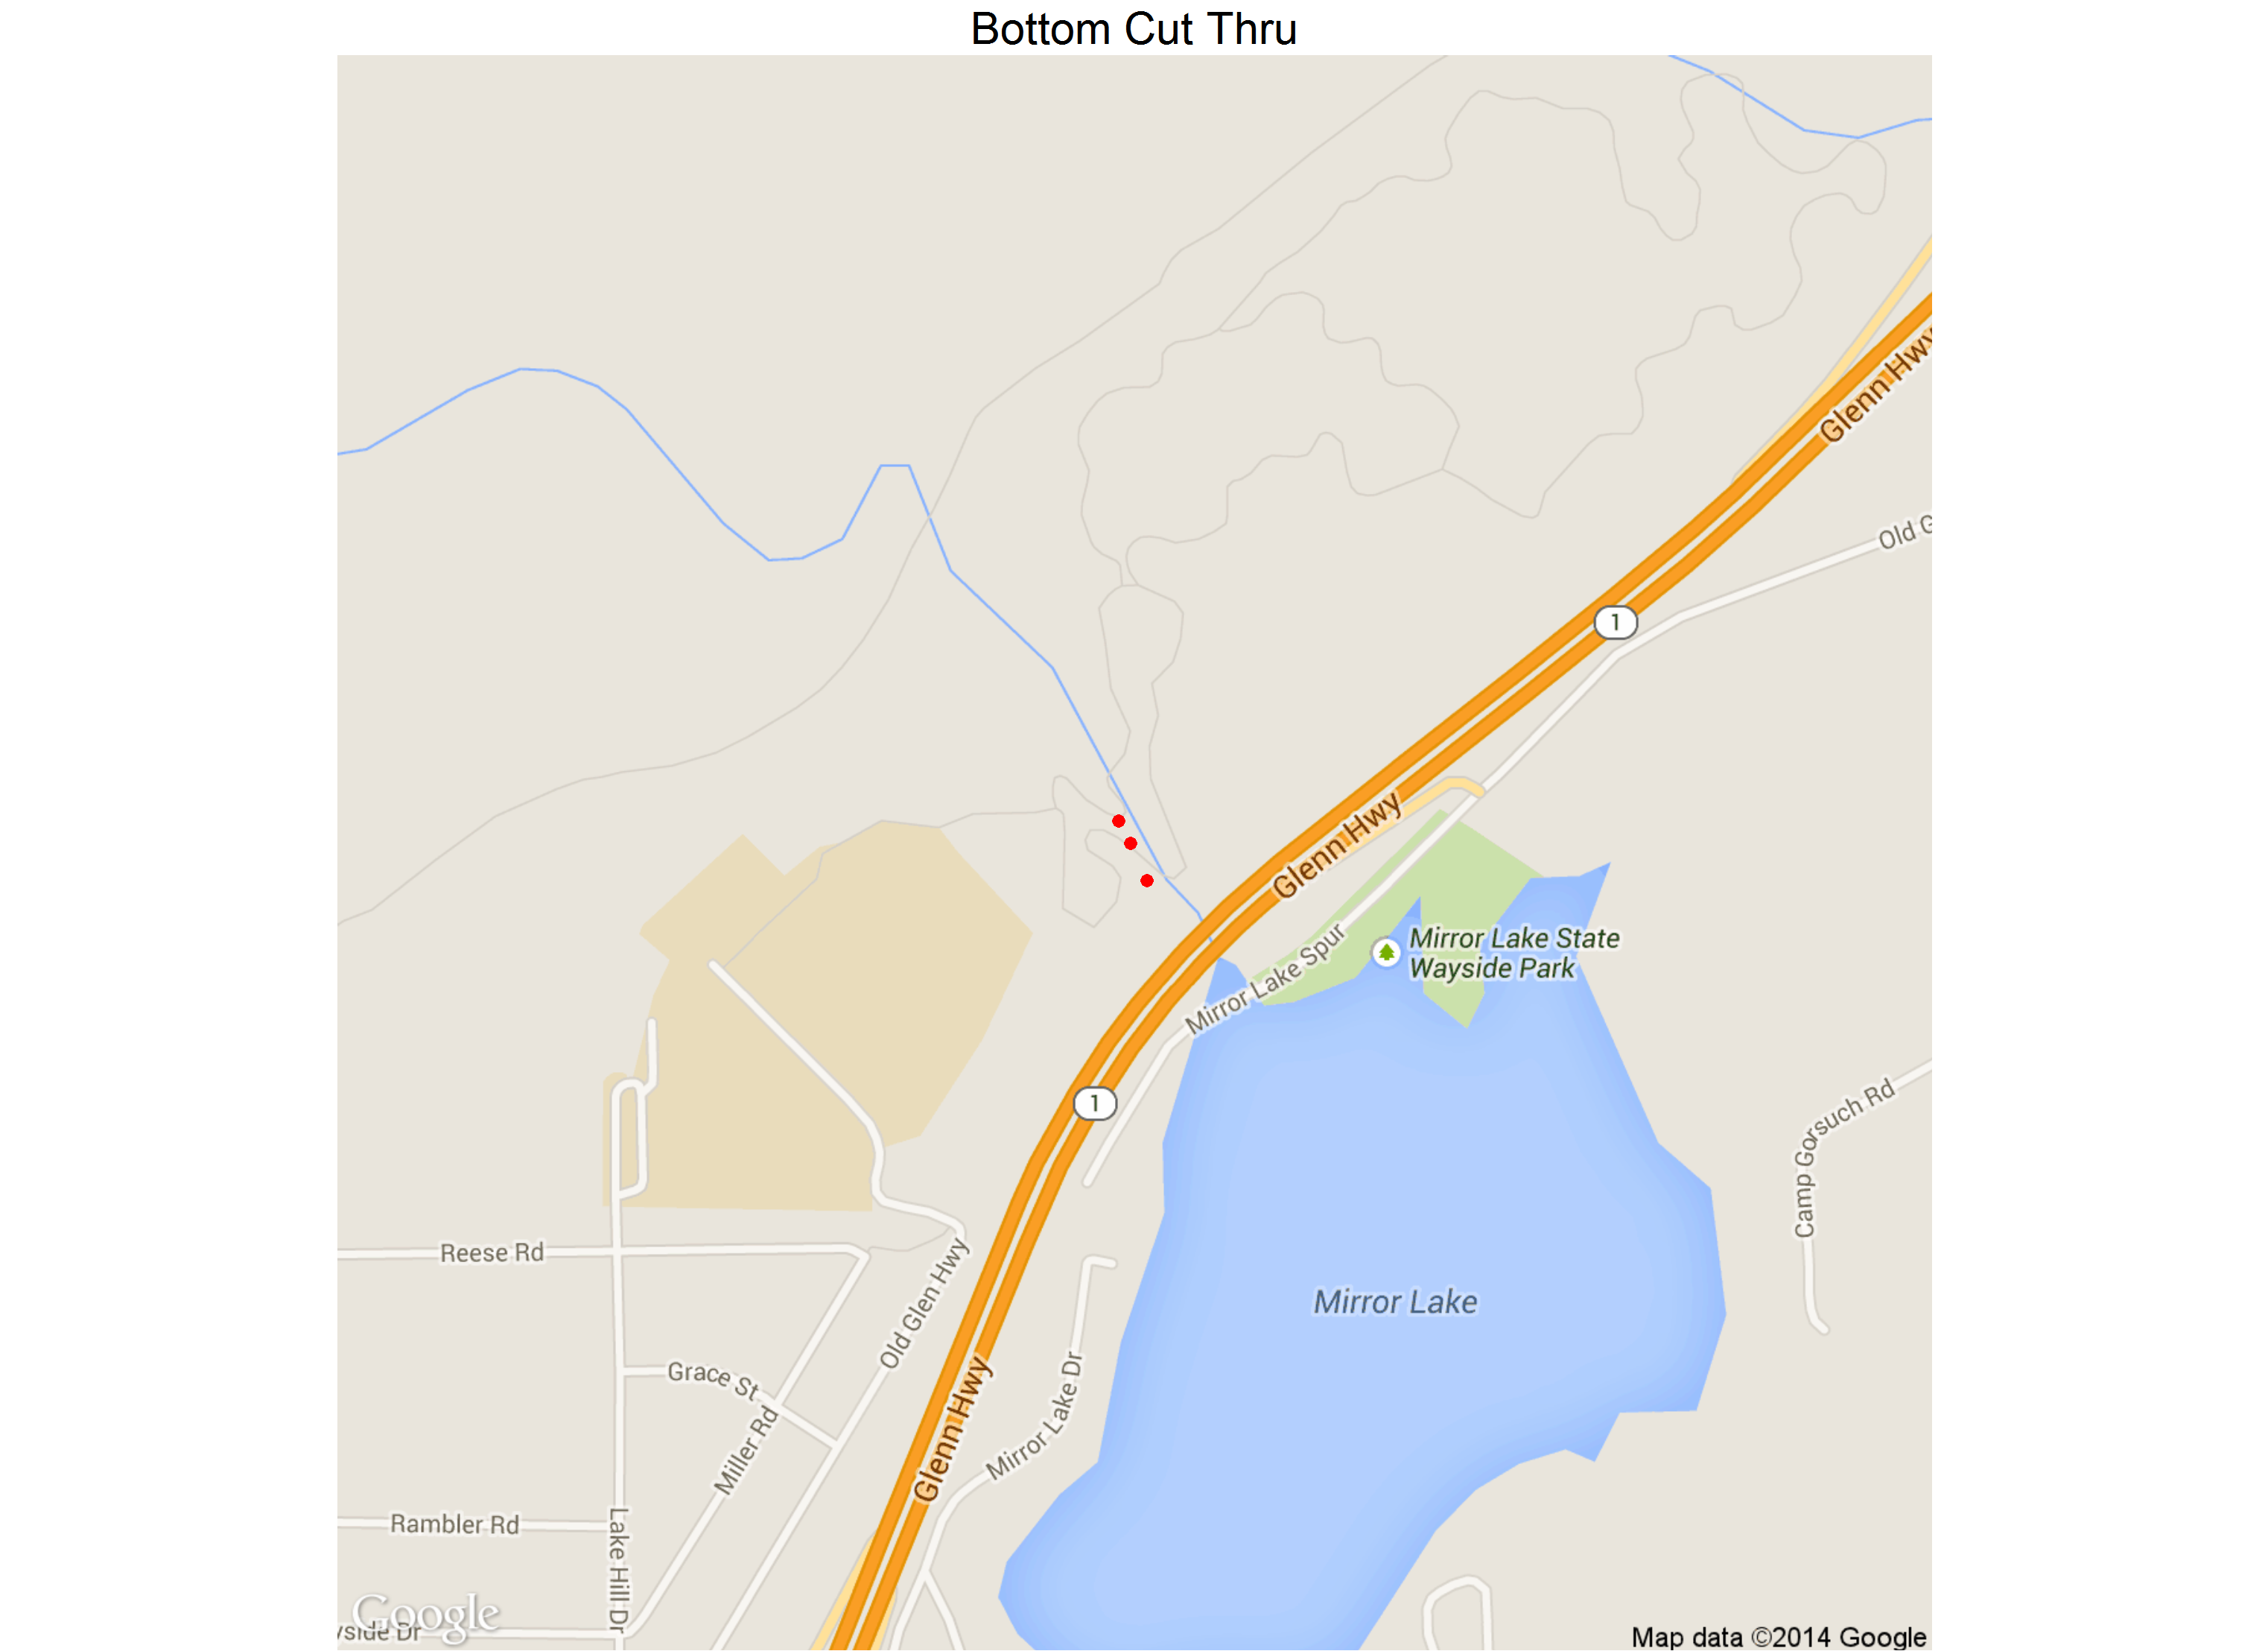 Bottom Cut Thru
Glenn Hwy
Old G
1
Glenn Hwy
Mirror Lake State
Wayside Park
Mirror Lake Spur
1
Camp Gorsuch Rd
Reese Rd
Old Glen Hwy
Mirror Lake
Grace St
Mirror Lake Dr
Miller Rd
Glenn Hwy
Rambler Rd
Lake Hill Dr
Google
yside Dr
Map data ©2014 Google